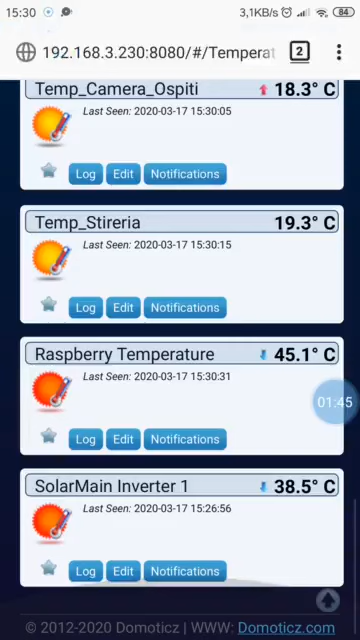 15:30 3,1KB/s 84
192.168.3.230:8080/#/Temperat 2
Temp_Camera_Ospiti 18.3° C
Last Seen: 2020-03-17 15:30:05
Log Edit Notifications
Temp_Stireria 19.3° C
Last Seen: 2020-03-17 15:30:15
Log Edit Notifications
Raspberry Temperature 45.1° C
Last Seen: 2020-03-17 15:30:31
01:45
Log Edit Notifications
SolarMain Inverter 1 38.5° C
Last Seen: 2020-03-17 15:26:56
Log Edit Notifications
© 2012-2020 Domoticz | WWW: Domoticz.com